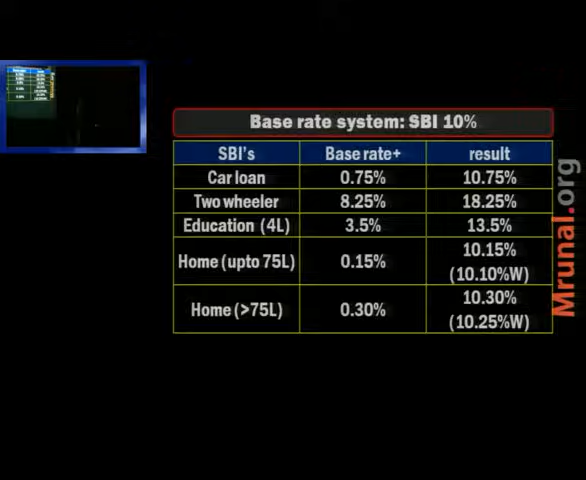 Base rate system: SBI 10%
SBI's Base rate+ result
Car loan 0.75% 10.75%
Two wheeler 8.25% 18.25%
Education (4L) 3.5% 13.5%
Home (upto 75L) 0.15% 10.15%
(10.10%W)
Home (>75L) 0.30% 10.30%
(10.25%W)
Mrunal.org